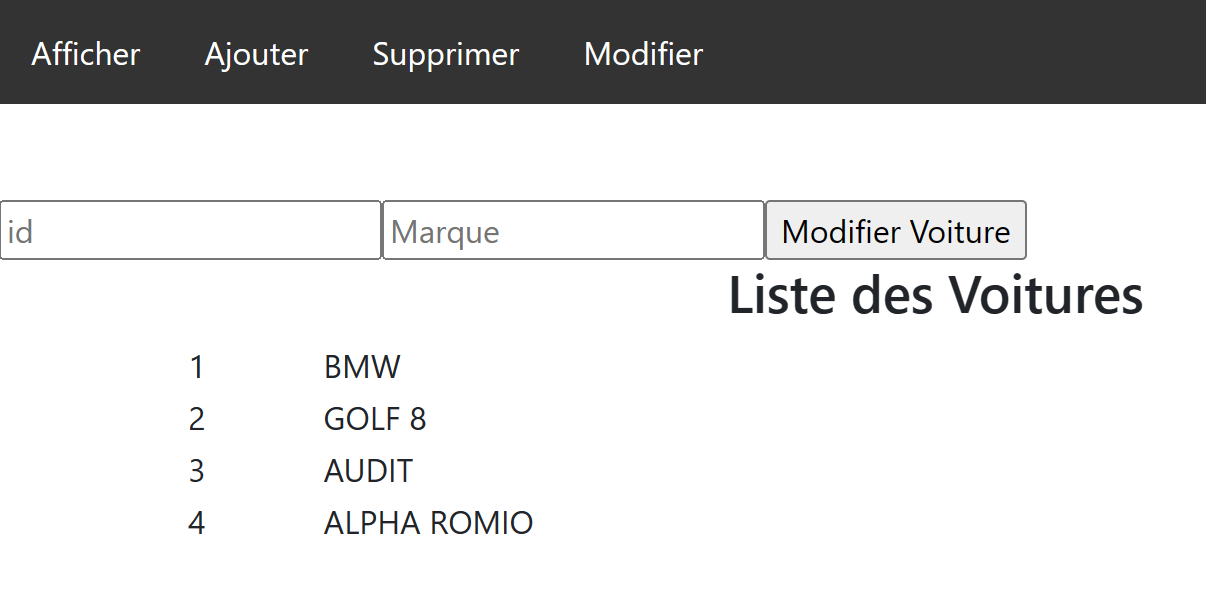 Afficher Ajouter Supprimer Modifier
id Marque Modifier Voiture
Liste des Voitures
1 BMW
2 GOLF 8
3 AUDIT
4 ALPHA ROMIO